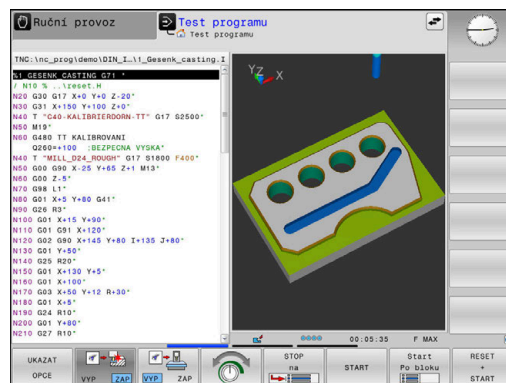 Ruční provoz
Test programu
Test programu
TNC:\nc_prog\demo\DIN_I…\1_Gesenk_casting.I
%1_GESENK_CASTING G71 *
/ N10 % ..\reset.H
N20 G30 G17 X+0 Y+0 Z-20*
N30 G31 X+150 Y+100 Z+0*
N40 T "C40-KALIBRIERDORN-TT" G17 S2500*
N50 M19*
N60 G480 TT KALIBROVANI
Q260=+100 ;BEZPECNA VYSKA*
N40 T "MILL_D24_ROUGH" G17 S1800 F400*
N50 G00 G90 X-25 Y+65 Z+1 M13*
N60 G00 Z-5*
N70 G98 L1*
N80 G01 X+5 Y+80 G41*
N90 G26 R3*
N100 G01 X+15 Y+90*
N110 G01 G91 X+120*
N120 G02 G90 X+145 Y+80 I+135 J+80*
N130 G01 Y+50*
N140 G25 R20*
N150 G01 X+130 Y+5*
N160 G01 X+100*
N170 G03 X+50 Y+12 R+30*
N180 G01 X+5*
N190 G24 R10*
N200 G01 Y+80*
N210 G27 R10*
YZ X
00:05:35 F MAX
UKAZAT
OPCE
VYP ZAP
VYP ZAP
STOP
na
START
Start
Po bloku
RESET
+
START